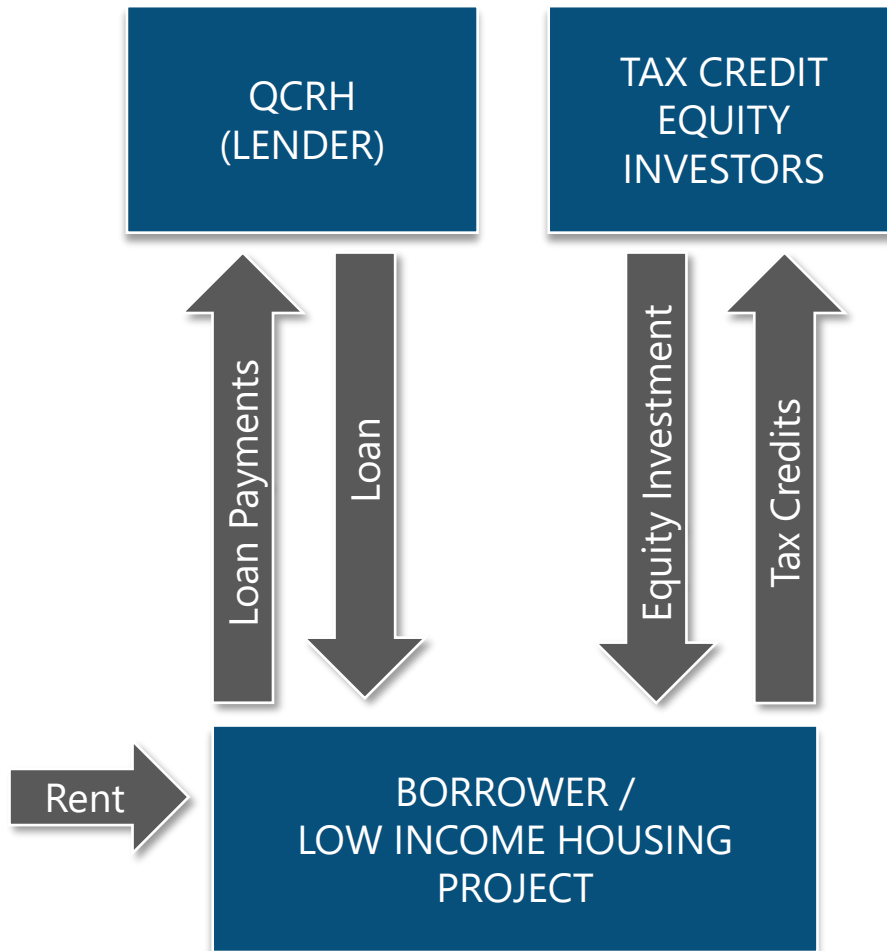 QCRH
(LENDER)
TAX CREDIT
EQUITY
INVESTORS
Loan Payments
Loan
Equity Investment
Tax Credits
Rent
BORROWER /
LOW INCOME HOUSING
PROJECT